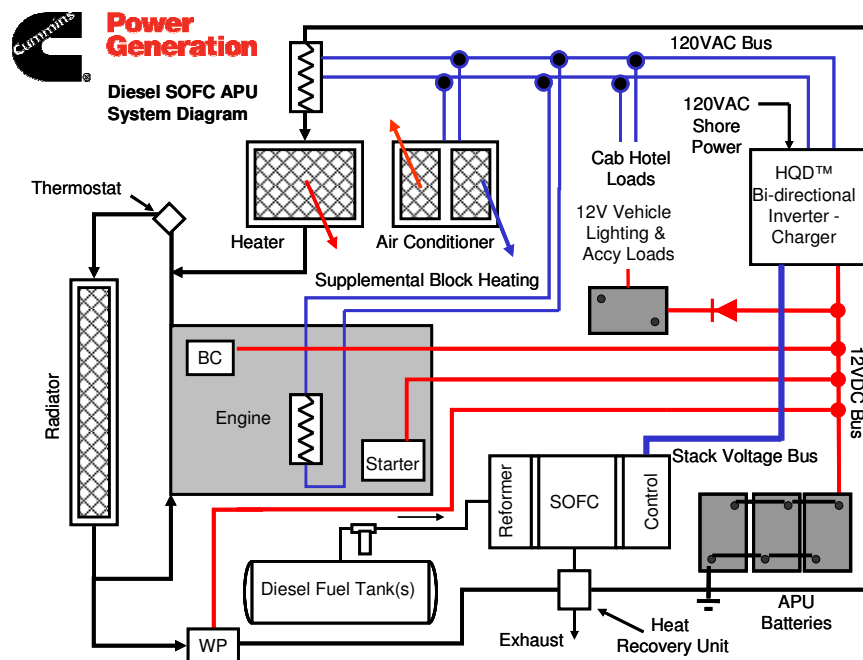 Cummins
®
Power
Generation
Diesel SOFC APU
System Diagram
120VAC Bus
120VAC
Shore
Power
Cab Hotel
Loads
HQD™
Bi-directional
Inverter -
Charger
Thermostat
Heater
Air Conditioner
12V Vehicle
Lighting &
Accy Loads
Supplemental Block Heating
BC
Radiator
Engine
Starter
12VDC Bus
Stack Voltage Bus
Reformer
SOFC
Control
Diesel Fuel Tank(s)
APU
Batteries
WP
Exhaust
Heat
Recovery Unit